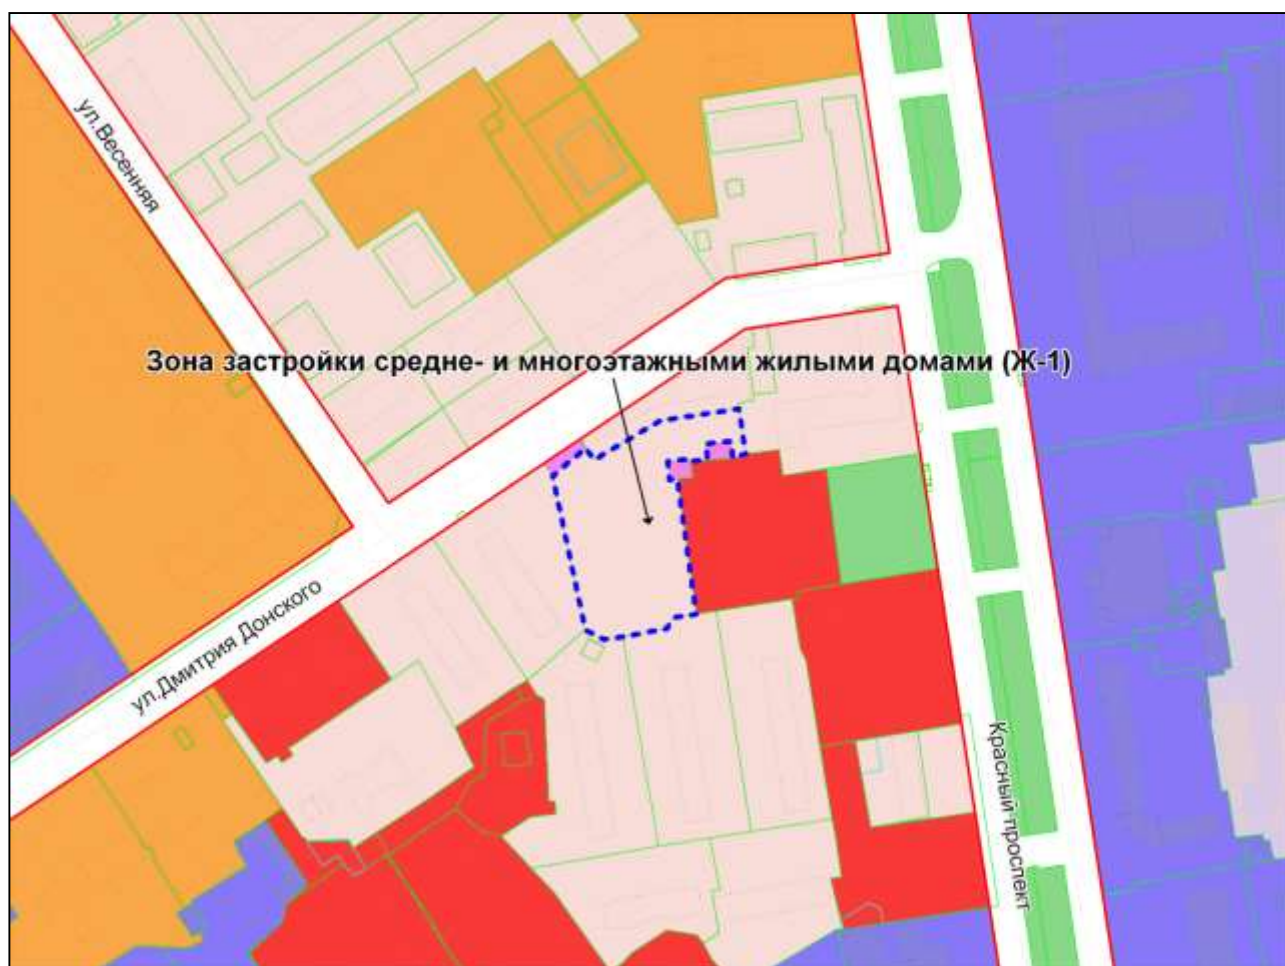 ул.Весенняя
Зона застройки средне- и многоэтажными жилыми домами (Ж-1)
ул.Дмитрия Донского
Красный проспект